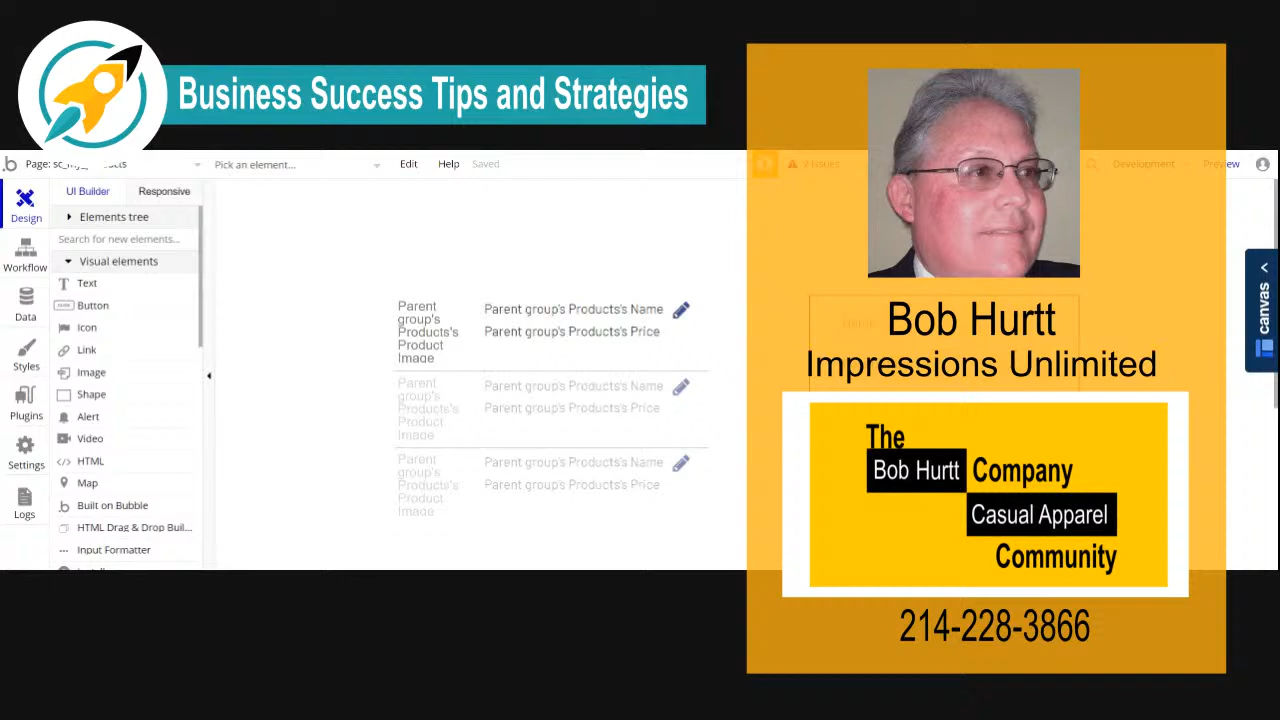 Business Success Tips and Strategies
Page: sc_my_
Pick an element...
Edit
Help
Saved
Issues
Development
Preview
UI Builder
Responsive
Design
Workflow
Data
Styles
Plugins
Settings
Logs
Elements tree
Search for new elements...
Visual elements
Text
Button
Icon
Link
Image
Shape
Alert
Video
HTML
Map
Built on Bubble
HTML Drag & Drop Buil...
Input Formatter
Parent
group's
Products's
Product
Image
Parent group's Products's Name
Parent group's Products's Price
Parent
group's
Products's
Product
Image
Parent group's Products's Name
Parent group's Products's Price
Parent
group's
Products's
Product
Image
Parent group's Products's Name
Parent group's Products's Price
canvas
Bob Hurtt
Impressions Unlimited
The
Bob Hurtt Company
Casual Apparel
Community
214-228-3866